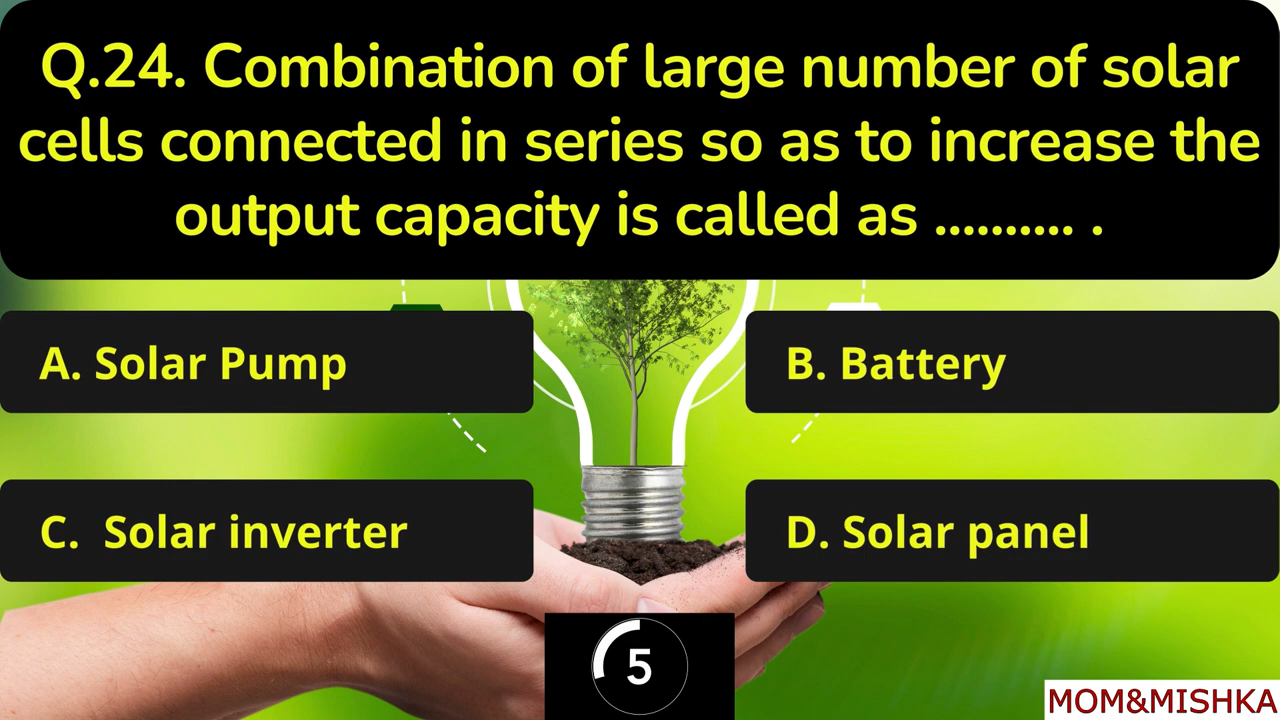 Q.24. Combination of large number of solar
cells connected in series so as to increase the
output capacity is called as .......... .
A. Solar Pump
B. Battery
C.  Solar inverter
D. Solar panel
5
MOM&MISHKA